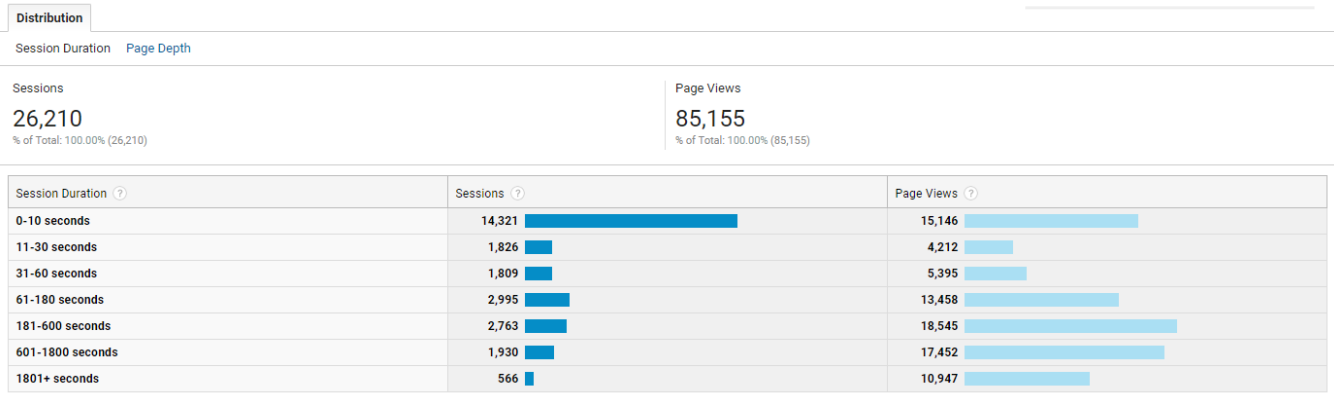 Distribution
Session Duration Page Depth
Sessions Page Views
26,210 85,155
% of Total: 100.00% (26,210) % of Total: 100.00% (85,155)
Session Duration ? Sessions ? Page Views ?
0-10 seconds 14,321 15,146
11-30 seconds 1,826 4,212
31-60 seconds 1,809 5,395
61-180 seconds 2,995 13,458
181-600 seconds 2,763 18,545
601-1800 seconds 1,930 17,452
1801+ seconds 566 10,947